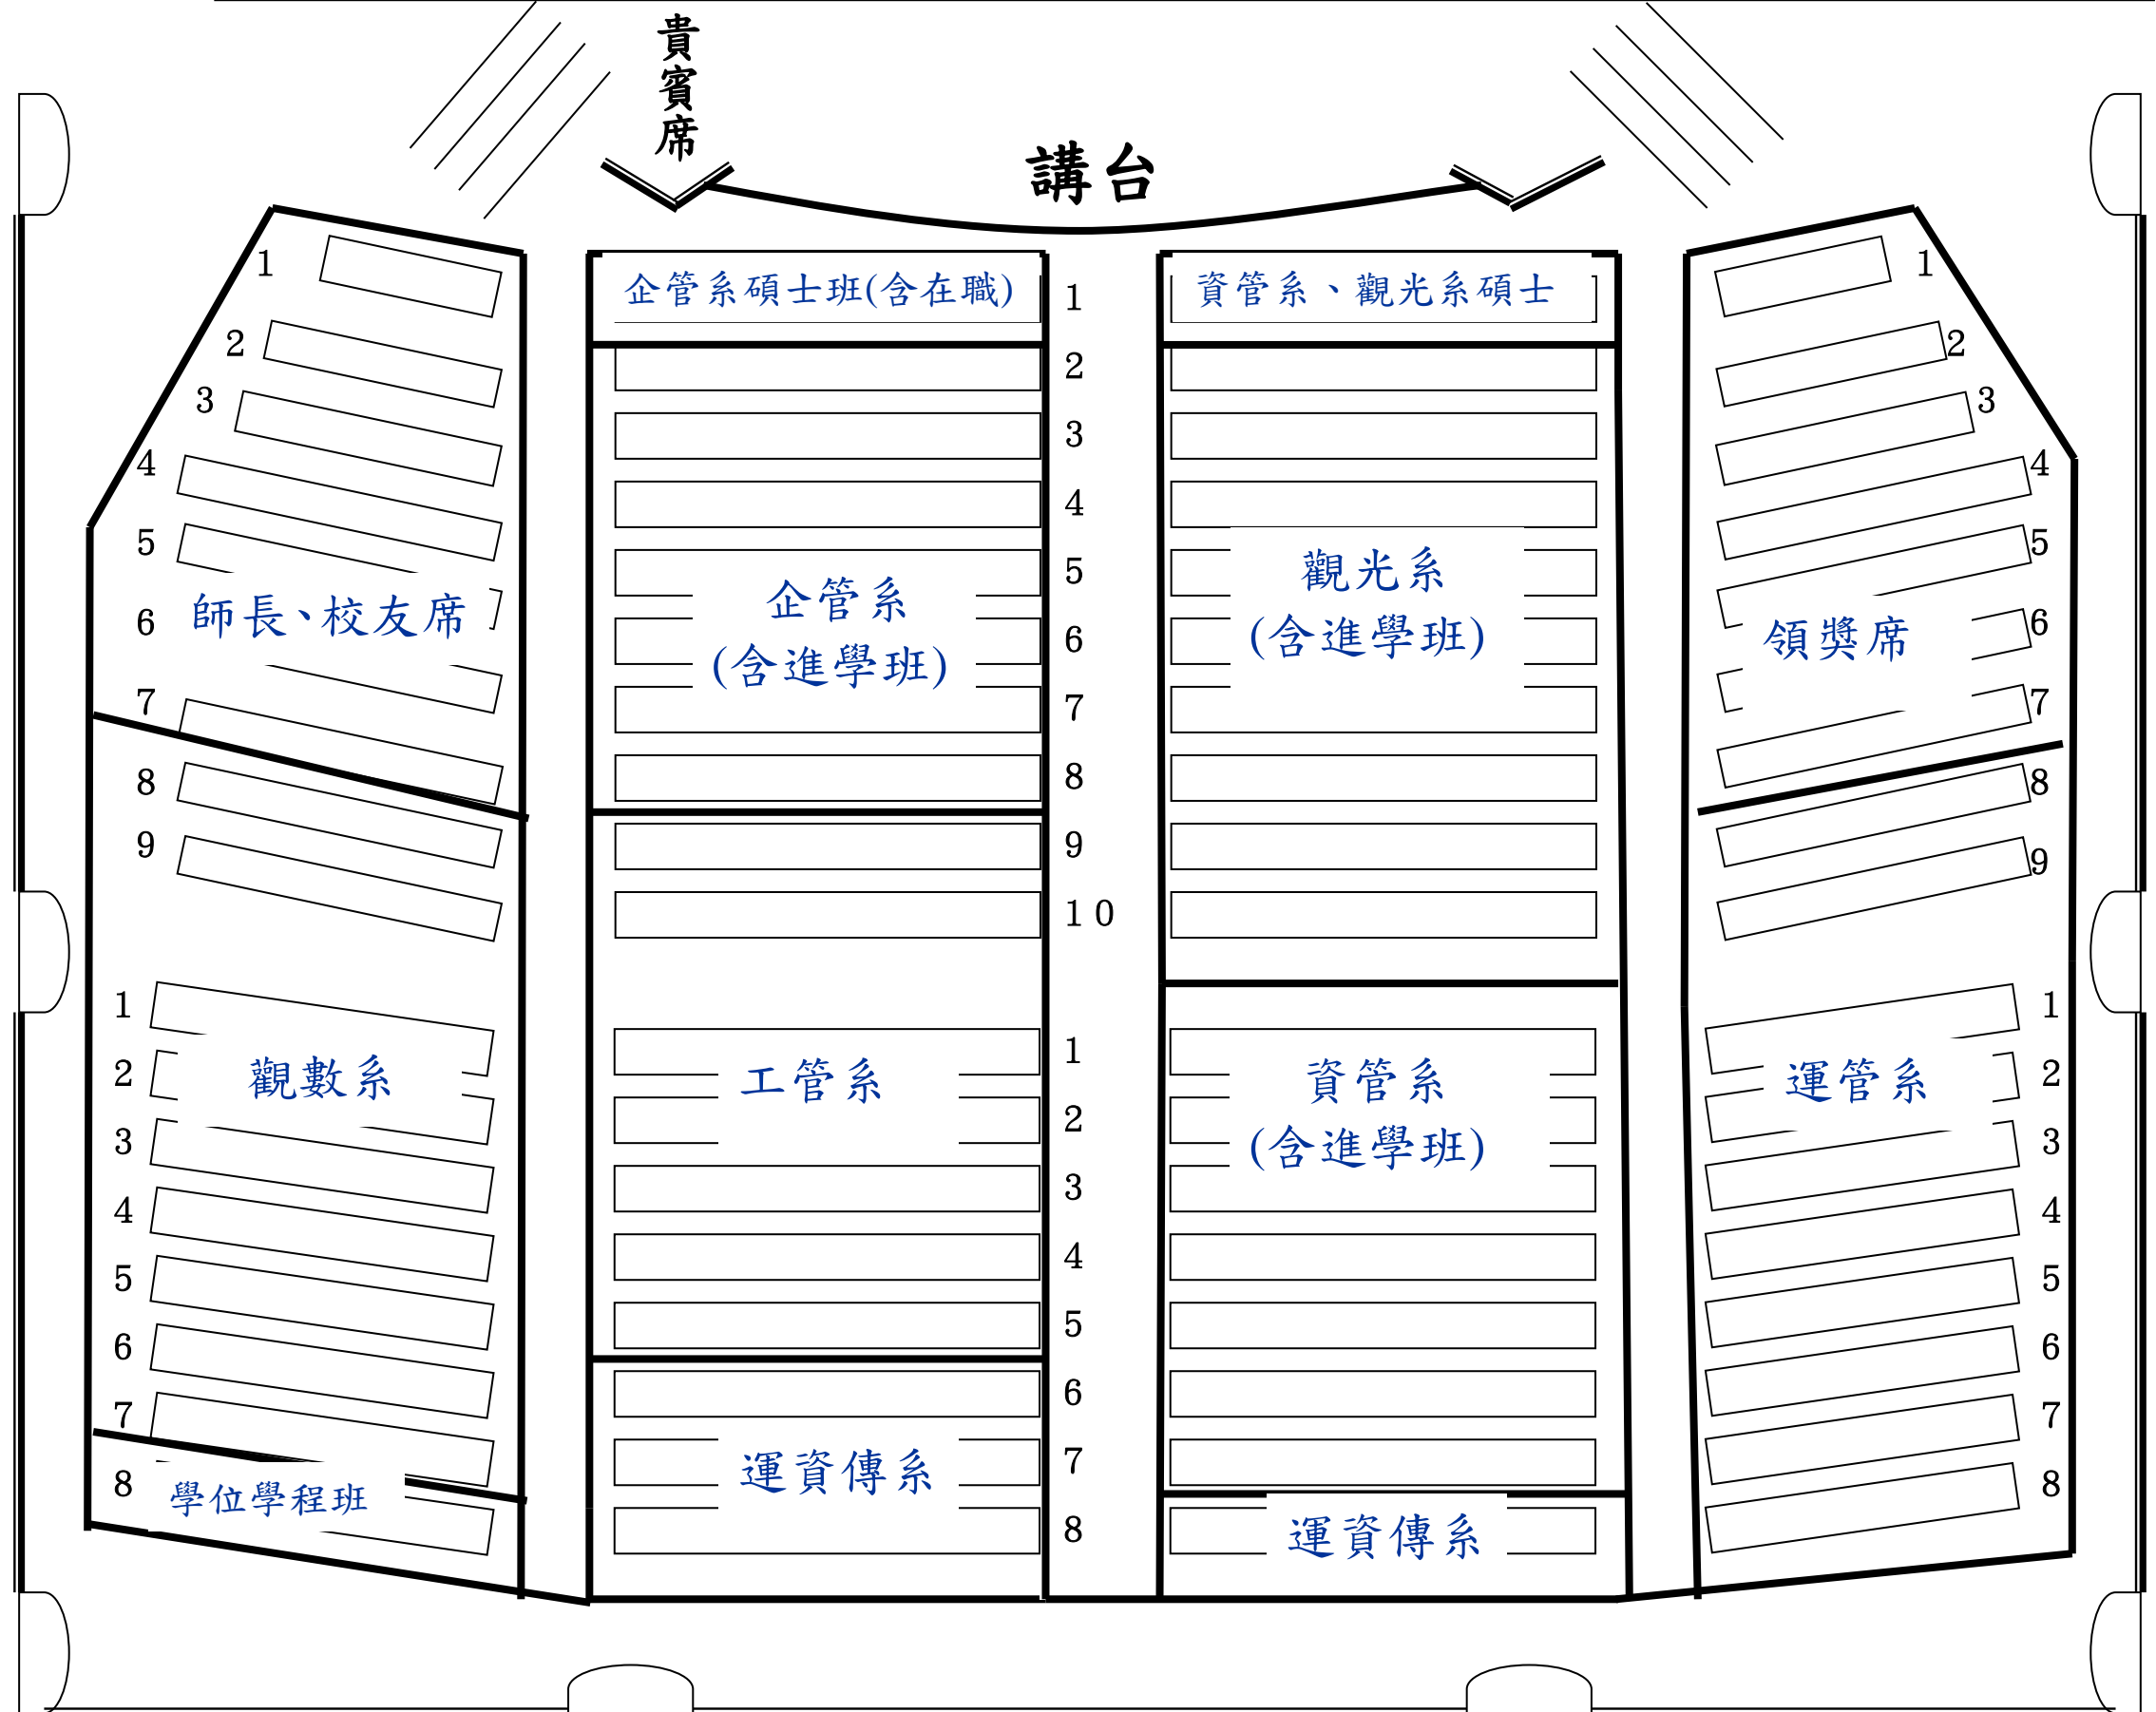 貴賓席
講台
1
企管系碩士班(含在職)
1
資管系、觀光系碩士
1
2
2
2
3
3
3
4
4
4
5
5
5
企管系
(含進學班)
觀光系
(含進學班)
師長、校友席
6
6
領獎席
6
7
7
7
8
8
8
9
9
9
10
1
1
1
觀數系
工管系
資管系
(含進學班)
運管系
2
2
2
3
3
3
4
4
4
5
5
5
6
6
6
7
7
7
運資傳系
8
學位學程班
8
運資傳系
8